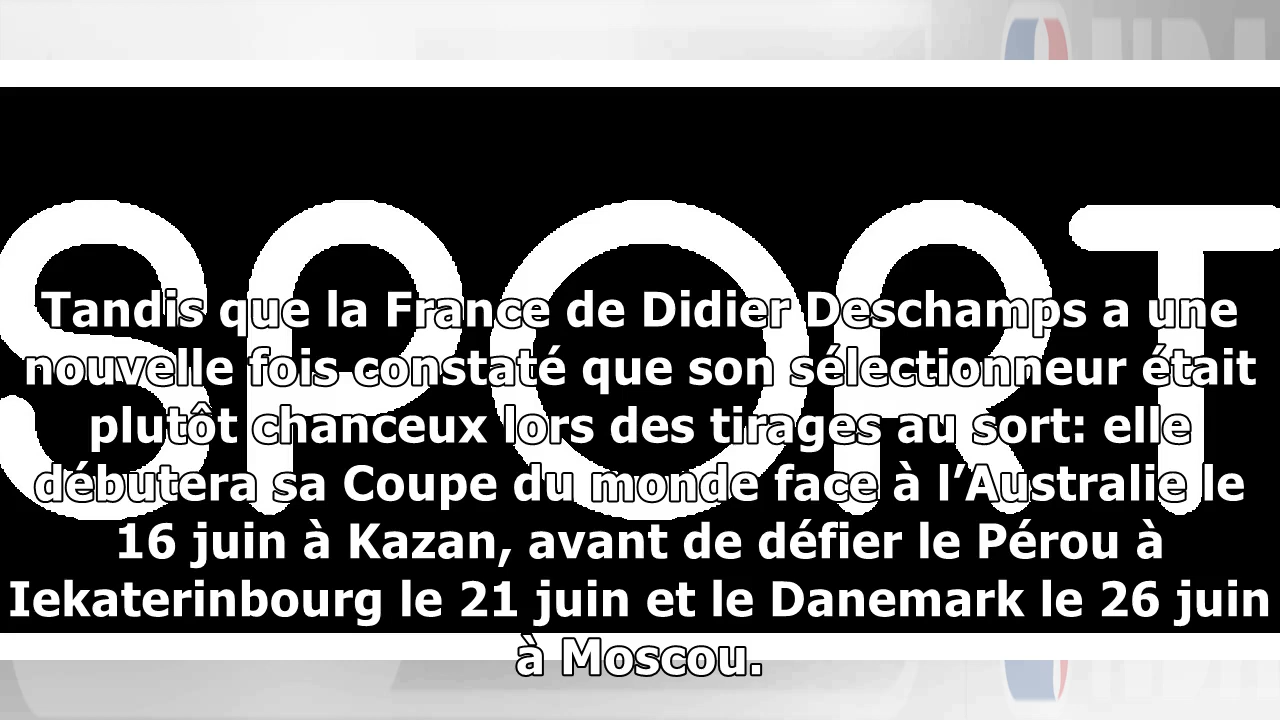 SPORT
Tandis que la France de Didier Deschamps a une
nouvelle fois constaté que son sélectionneur était
plutôt chanceux lors des tirages au sort: elle
débutera sa Coupe du monde face à l’Australie le
16 juin à Kazan, avant de défier le Pérou à
Iekaterinbourg le 21 juin et le Danemark le 26 juin
à Moscou.